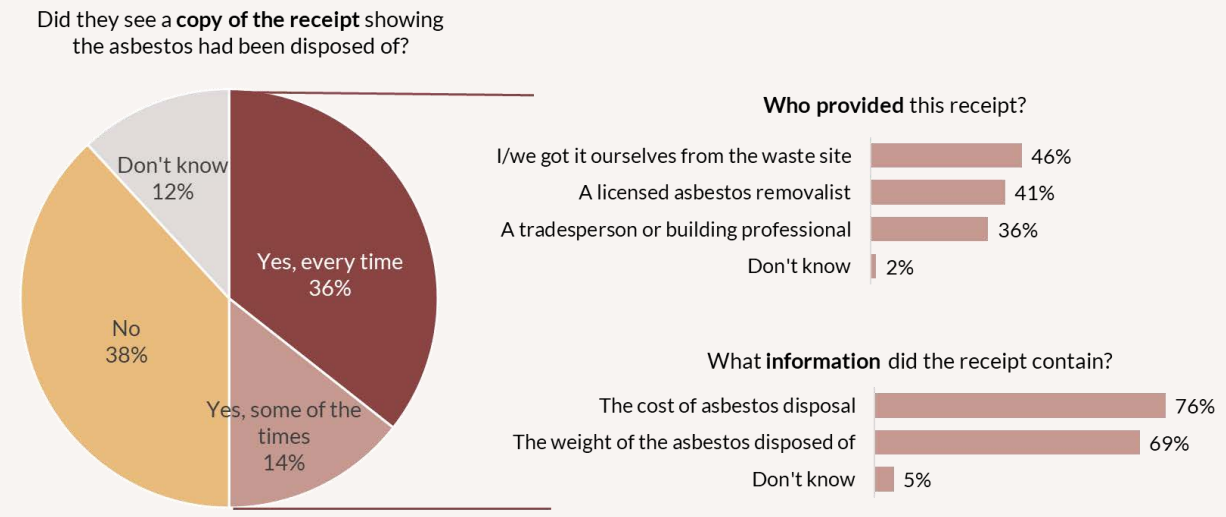 Did they see a copy of the receipt showing
the asbestos had been disposed of?
Don't know
12%
Yes, every time
36%
No
38%
Yes, some of the
times
14%
Who provided this receipt?
I/we got it ourselves from the waste site 46%
A licensed asbestos removalist 41%
A tradesperson or building professional 36%
Don't know 2%
What information did the receipt contain?
The cost of asbestos disposal 76%
The weight of the asbestos disposed of 69%
Don't know 5%